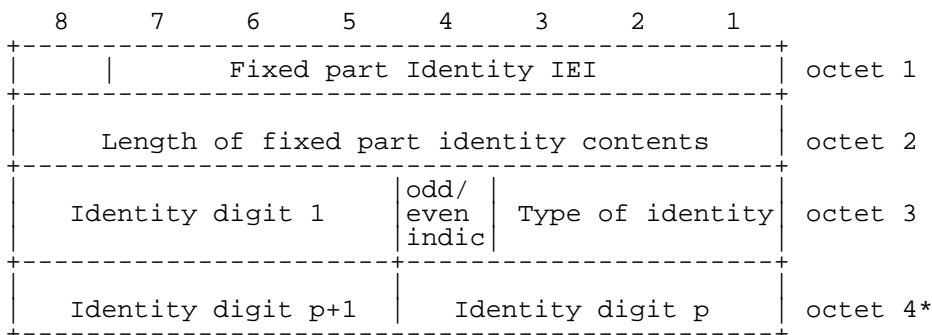 8 7 6 5 4 3 2 1
Fixed part Identity IEI octet 1
Length of fixed part identity contents octet 2
odd/
Identity digit 1 even Type of identity octet 3
indic
Identity digit p+1 Identity digit p octet 4*